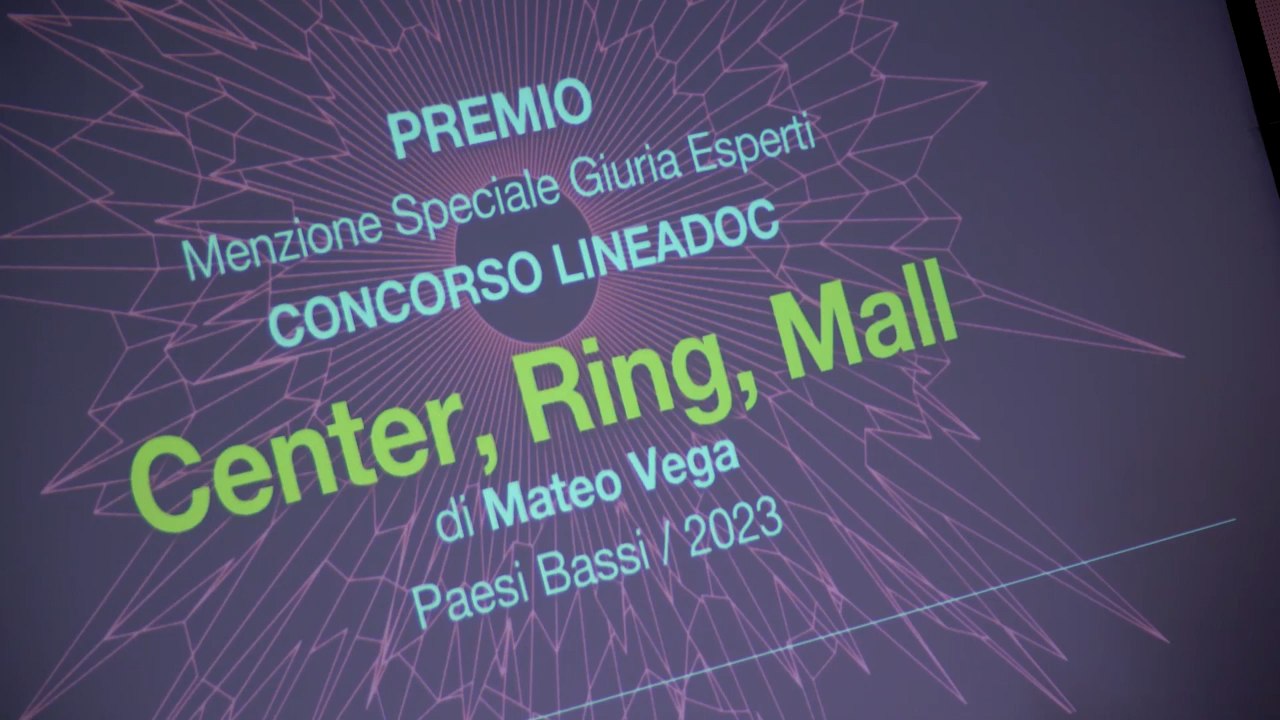 PREMIO
Menzione Speciale Giuria Esperti
CONCORSO LINEADOC
Center, Ring, Mall
di Mateo Vega
Paesi Bassi / 2023